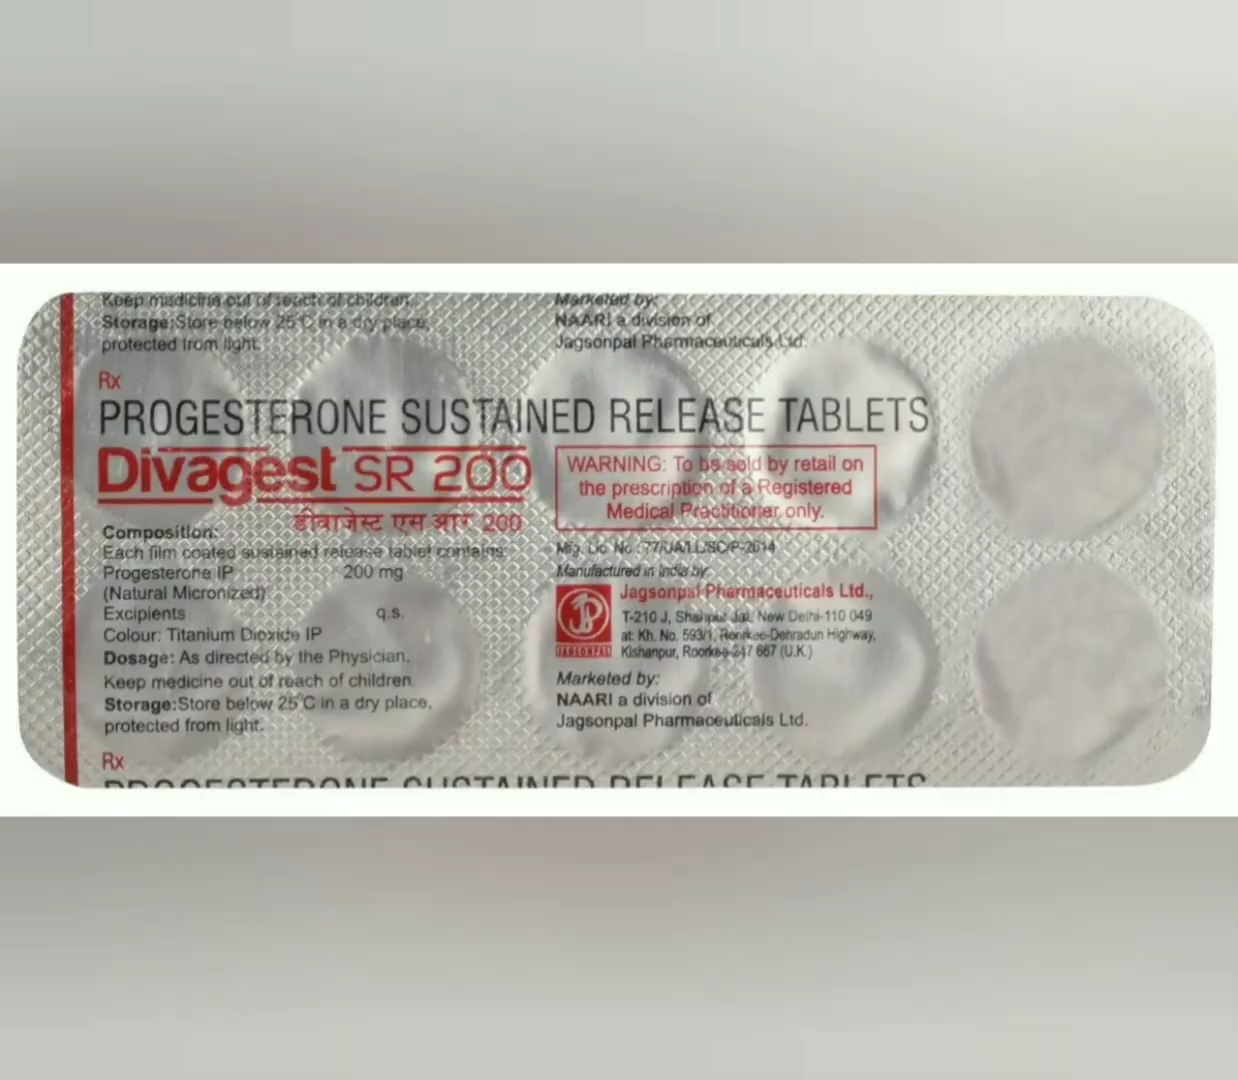 Keep medicine out of reach of children.
Storage:Store below 25°C in a dry place,
protected from light.
Marketed by:
NAARI a division of
Jagsonpal Pharmaceuticals Ltd.
Rx
PROGESTERONE SUSTAINED RELEASE TABLETS
Divagest SR 200
डीवाजेस्ट एस आर 200
WARNING: To be sold by retail on
the prescription of a Registered
Medical Practitioner only.
Composition:
Each film coated sustained release tablet contains:
Progesterone IP 200 mg
(Natural Micronized)
Excipients q.s.
Colour: Titanium Dioxide IP
Dosage: As directed by the Physician.
Keep medicine out of reach of children.
Storage:Store below 25°C in a dry place,
protected from light.
Mfg. Lic. No.: 77/UA/LL/SC/P-2014
Manufactured in India by:
JAGSONPAL
Jagsonpal Pharmaceuticals Ltd.,
T-210 J, Shahpur Jat, New Delhi-110 049
at: Kh. No. 593/1, Roorkee-Dehradun Highway,
Kishanpur, Roorkee-247 667 (U.K.)
Marketed by:
NAARI a division of
Jagsonpal Pharmaceuticals Ltd.
Rx
PROGESTERONE SUSTAINED RELEASE TABLETS